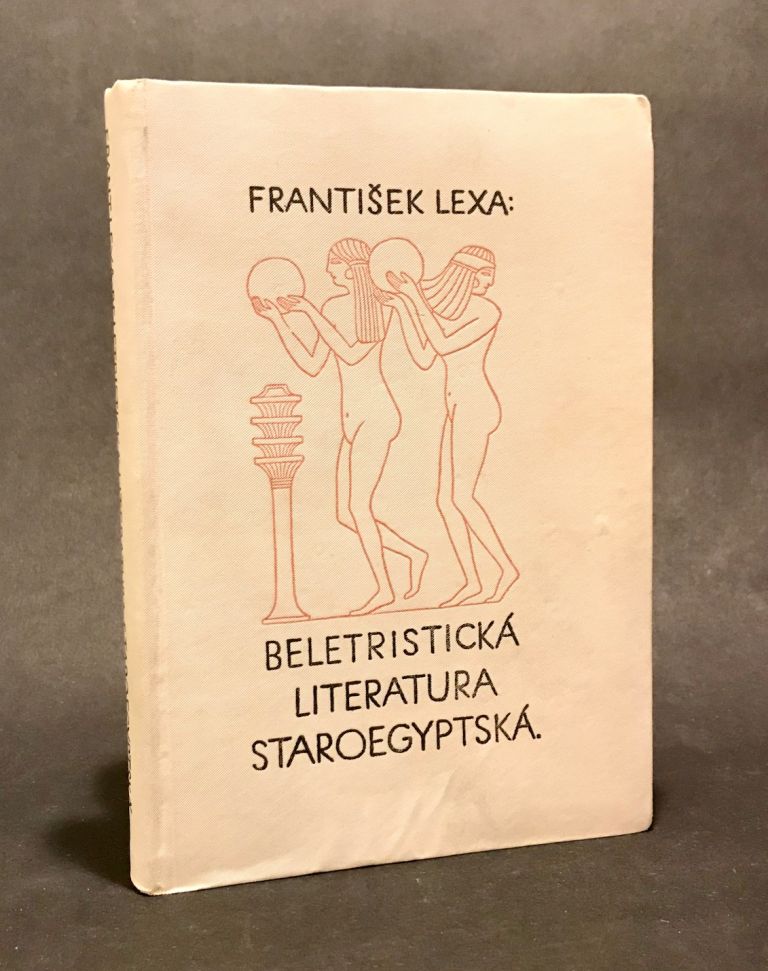 FRANTIŠEK LEXA:
BELETRISTICKÁ
LITERATURA
STAROEGYPTSKÁ.